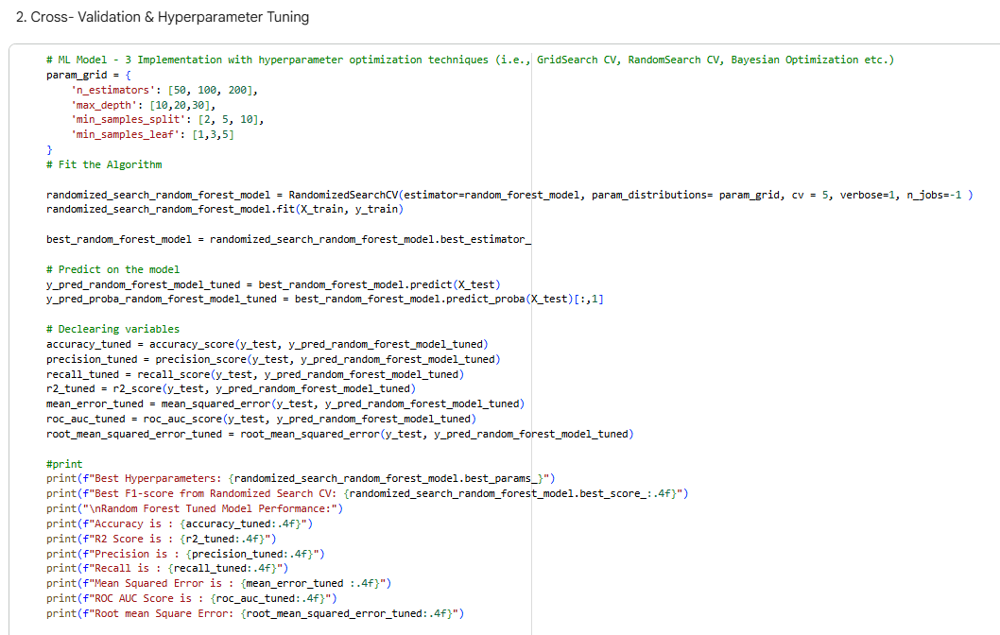 2. Cross- Validation & Hyperparameter Tuning
# ML Model - 3 Implementation with hyperparameter optimization techniques (i.e., GridSearch CV, RandomSearch CV, Bayesian Optimization etc.)
param_grid = {
    'n_estimators': [50, 100, 200],
    'max_depth': [10,20,30],
    'min_samples_split': [2, 5, 10],
    'min_samples_leaf': [1,3,5]
}
# Fit the Algorithm
randomized_search_random_forest_model = RandomizedSearchCV(estimator=random_forest_model, param_distributions= param_grid, cv = 5, verbose=1, n_jobs=-1 )
randomized_search_random_forest_model.fit(X_train, y_train)
best_random_forest_model = randomized_search_random_forest_model.best_estimator_
# Predict on the model
y_pred_random_forest_model_tuned = best_random_forest_model.predict(X_test)
y_pred_proba_random_forest_model_tuned = best_random_forest_model.predict_proba(X_test)[:,1]
# Declearing variables
accuracy_tuned = accuracy_score(y_test, y_pred_random_forest_model_tuned)
precision_tuned = precision_score(y_test, y_pred_random_forest_model_tuned)
recall_tuned = recall_score(y_test, y_pred_random_forest_model_tuned)
r2_tuned = r2_score(y_test, y_pred_random_forest_model_tuned)
mean_error_tuned = mean_squared_error(y_test, y_pred_random_forest_model_tuned)
roc_auc_tuned = roc_auc_score(y_test, y_pred_random_forest_model_tuned)
root_mean_squared_error_tuned = root_mean_squared_error(y_test, y_pred_random_forest_model_tuned)
#print
print(f"Best Hyperparameters: {randomized_search_random_forest_model.best_params_}")
print(f"Best F1-score from Randomized Search CV: {randomized_search_random_forest_model.best_score_:.4f}")
print("\nRandom Forest Tuned Model Performance:")
print(f"Accuracy is : {accuracy_tuned:.4f}")
print(f"R2 Score is : {r2_tuned:.4f}")
print(f"Precision is : {precision_tuned:.4f}")
print(f"Recall is : {recall_tuned:.4f}")
print(f"Mean Squared Error is : {mean_error_tuned :.4f}")
print(f"ROC AUC Score is : {roc_auc_tuned:.4f}")
print(f"Root mean Square Error: {root_mean_squared_error_tuned:.4f}")